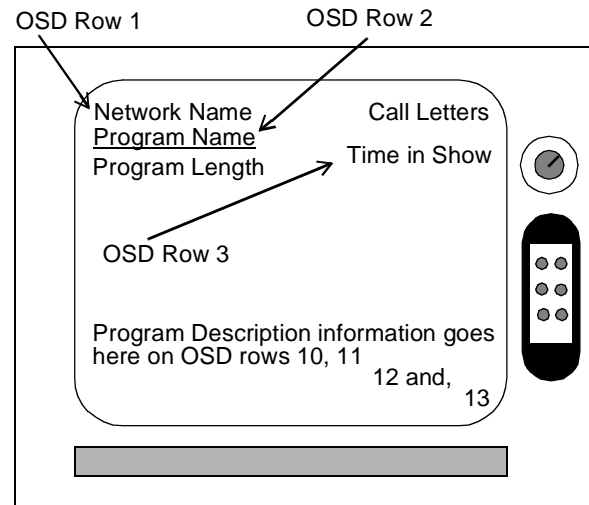 OSD Row 1
OSD Row 2
Network Name
Call Letters
Program Name
Program Length
Time in Show
OSD Row 3
Program Description information goes
here on OSD rows 10, 11
12 and,
13